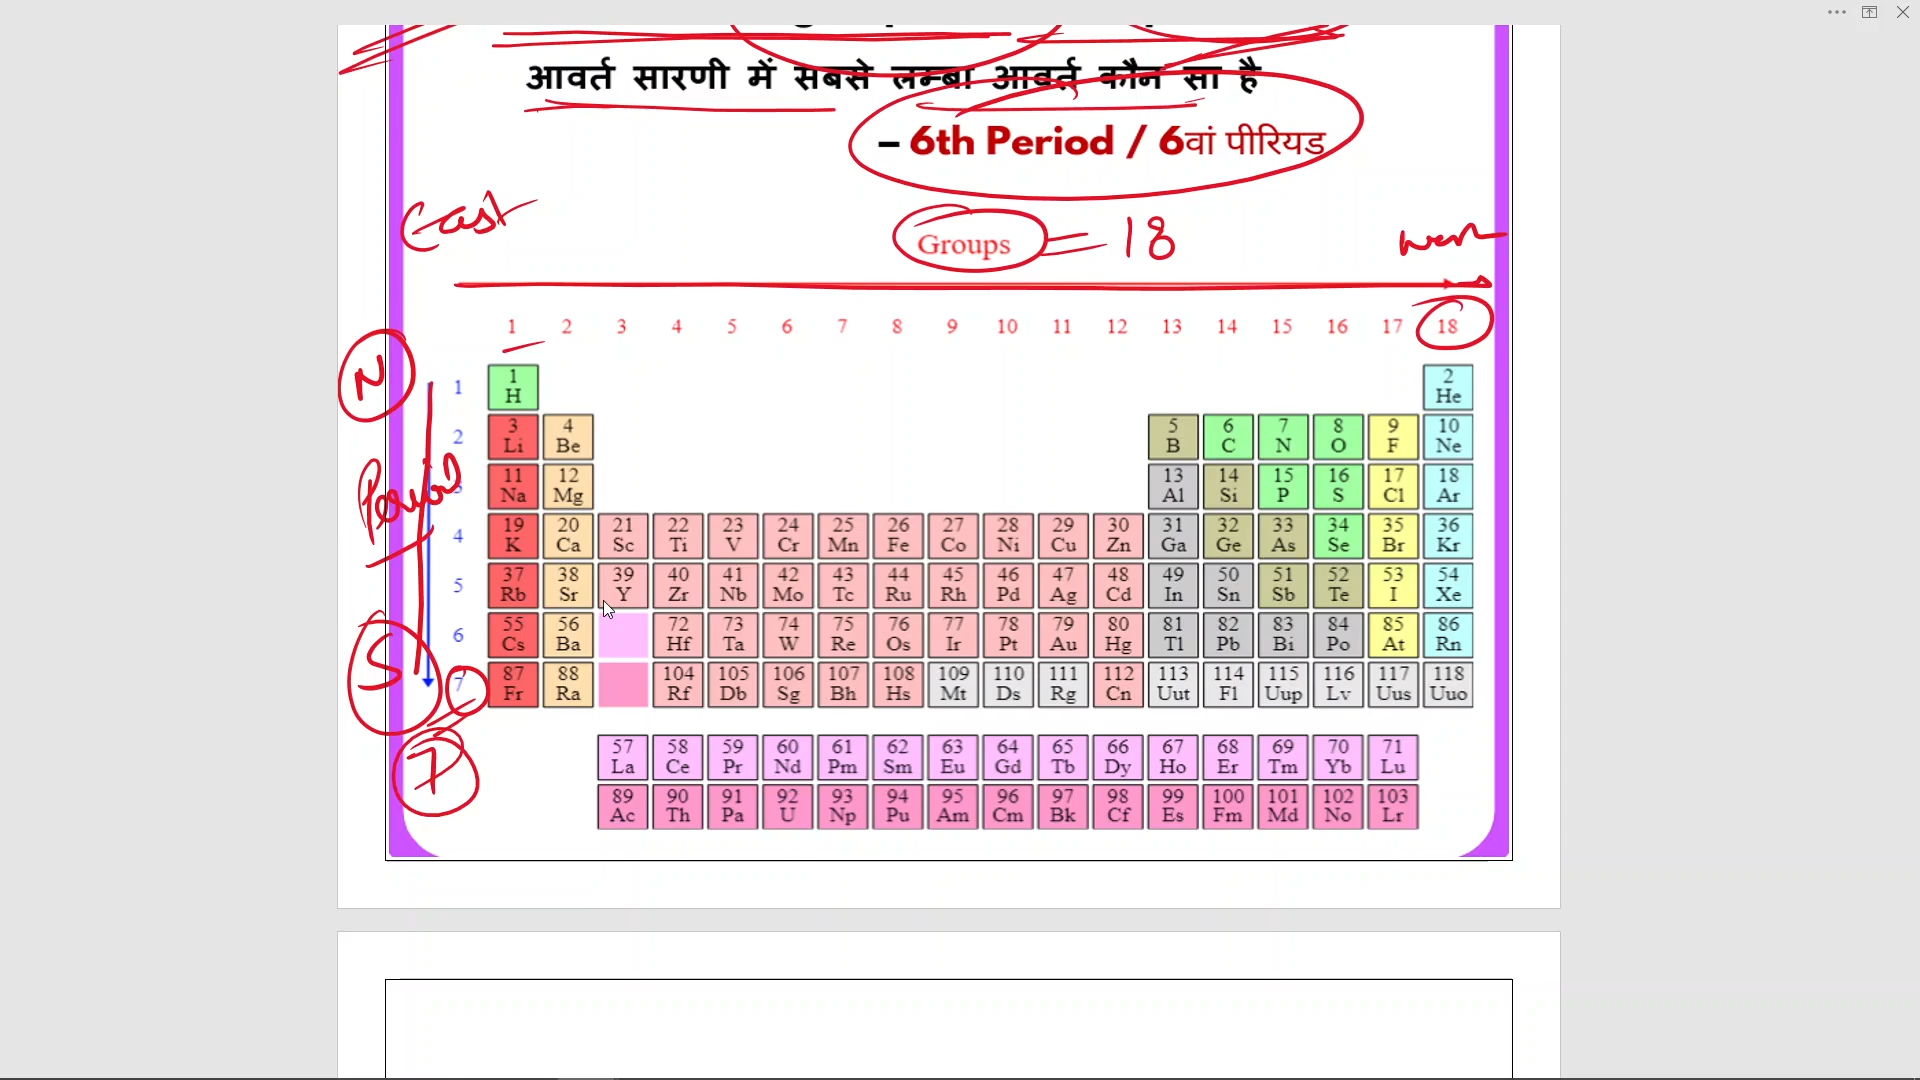 आवर्त सारणी में सबसे लम्बा आवर्त कौन सा है
– 6th Period / 6वां पीरियड
East
Groups = 18
1 2 3 4 5 6 7 8 9 10 11 12 13 14 15 16 17 18
N
1 1 2
H He
2 3 4 5 6 7 8 9 10
Li Be B C N O F Ne
Period
11 12 13 14 15 16 17 18
Na Mg Al Si P S Cl Ar
4 19 20 21 22 23 24 25 26 27 28 29 30 31 32 33 34 35 36
K Ca Sc Ti V Cr Mn Fe Co Ni Cu Zn Ga Ge As Se Br Kr
5 37 38 39 40 41 42 43 44 45 46 47 48 49 50 51 52 53 54
Rb Sr Y Zr Nb Mo Tc Ru Rh Pd Ag Cd In Sn Sb Te I Xe
6 55 56 72 73 74 75 76 77 78 79 80 81 82 83 84 85 86
Cs Ba Hf Ta W Re Os Ir Pt Au Hg Tl Pb Bi Po At Rn
S
7 87 88 104 105 106 107 108 109 110 111 112 113 114 115 116 117 118
Fr Ra Rf Db Sg Bh Hs Mt Ds Rg Cn Uut Fl Uup Lv Uus Uuo
7
57 58 59 60 61 62 63 64 65 66 67 68 69 70 71
La Ce Pr Nd Pm Sm Eu Gd Tb Dy Ho Er Tm Yb Lu
89 90 91 92 93 94 95 96 97 98 99 100 101 102 103
Ac Th Pa U Np Pu Am Cm Bk Cf Es Fm Md No Lr